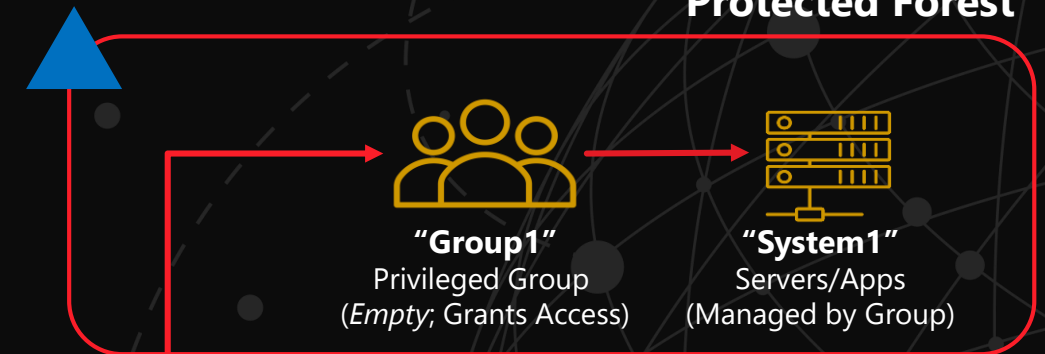 Protected Forest
“Group1”
Privileged Group
(Empty; Grants Access)
“System1”
Servers/Apps
(Managed by Group)